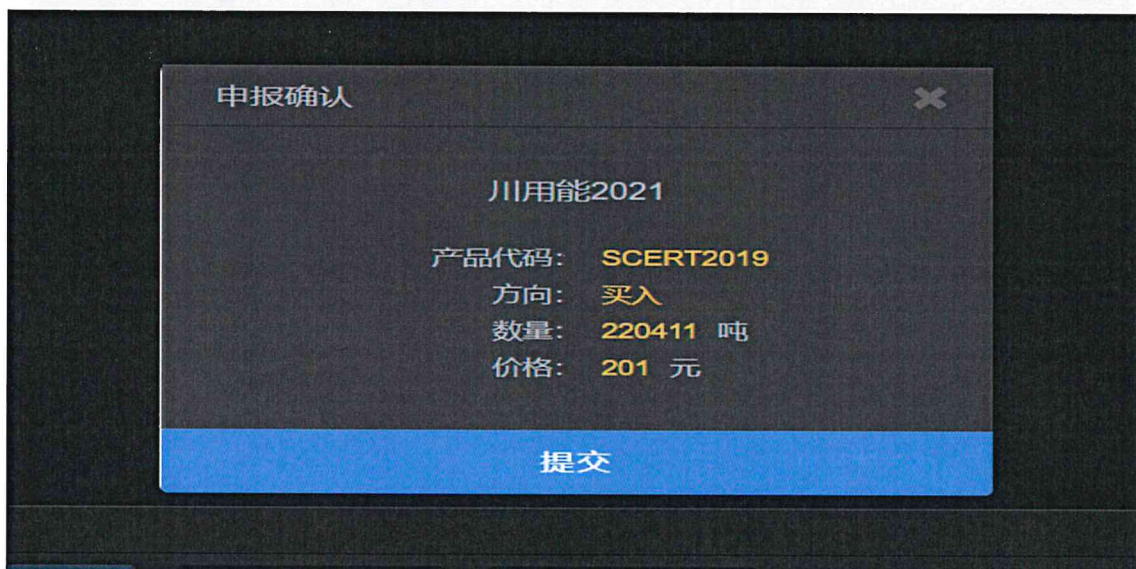 申报确认
川用能2021
产品代码： SCERT2019
方向： 买入
数量： 220411 吨
价格： 201 元
提交